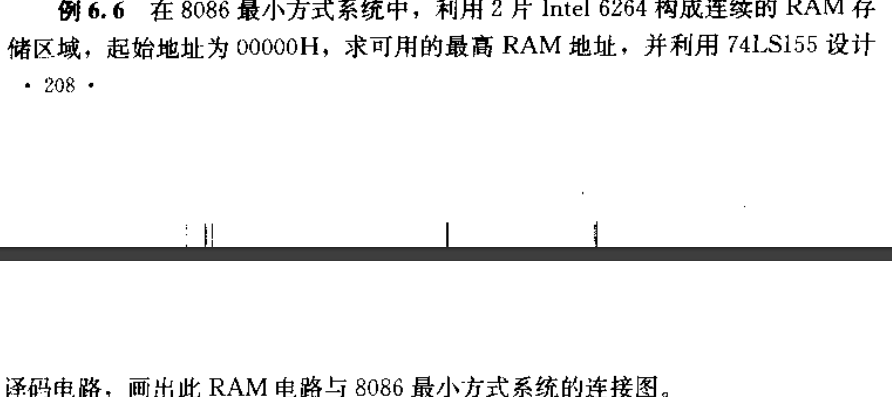 例6.6 在 8086 最小方式系统中，利用 2 片 Intel 6264 构成连续的 RAM 存
储区域，起始地址为 00000H，求可用的最高 RAM 地址，并利用 74LS155 设计
· 208 ·
译码电路，画出此 RAM 电路与 8086 最小方式系统的连接图。